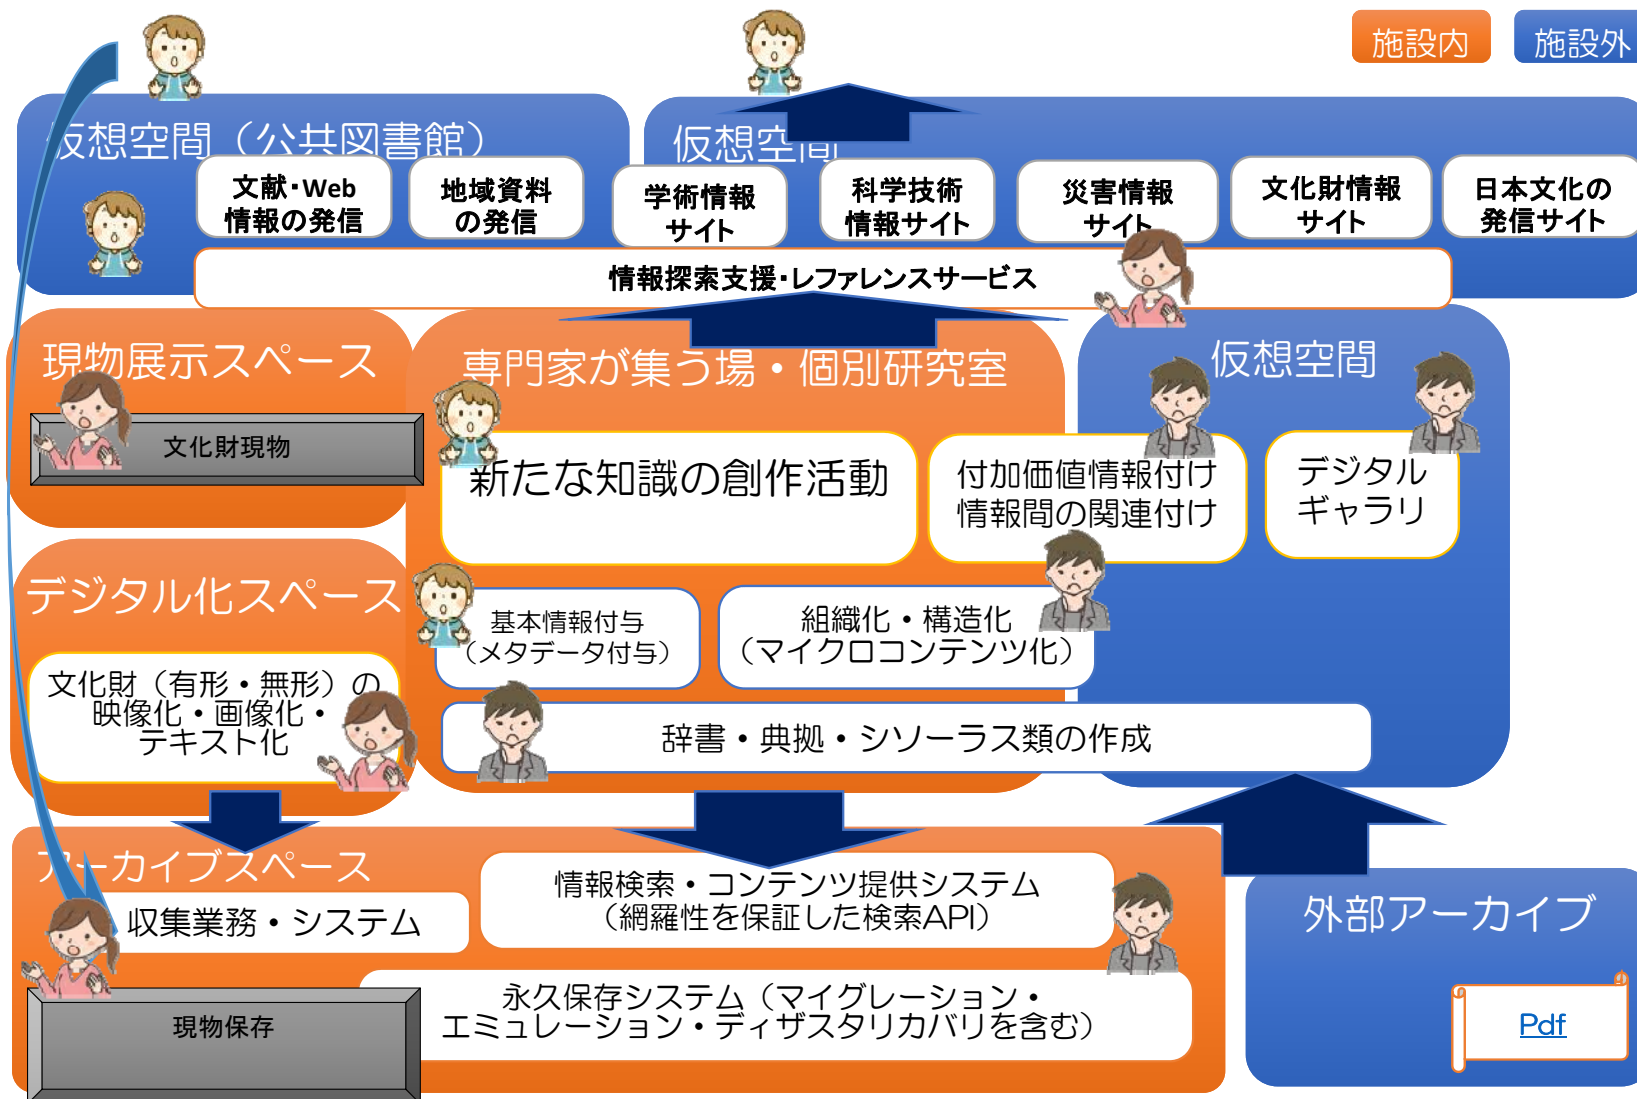 施設内
施設外
仮想空間（公共図書館）
仮想空間
文献・Web
情報の発信
地域資料
の発信
学術情報
サイト
科学技術
情報サイト
災害情報
サイト
文化財情報
サイト
日本文化の
発信サイト
情報探索支援・レファレンスサービス
現物展示スペース
文化財現物
専門家が集う場・個別研究室
仮想空間
新たな知識の創作活動
付加価値情報付け
情報間の関連付け
デジタル
ギャラリ
デジタル化スペース
基本情報付与
（メタデータ付与）
組織化・構造化
（マイクロコンテンツ化）
文化財（有形・無形）の
映像化・画像化・
テキスト化
辞書・典拠・シソーラス類の作成
アーカイブスペース
収集業務・システム
情報検索・コンテンツ提供システム
（網羅性を保証した検索API）
外部アーカイブ
現物保存
永久保存システム（マイグレーション・
エミュレーション・ディザスタリカバリを含む）
Pdf